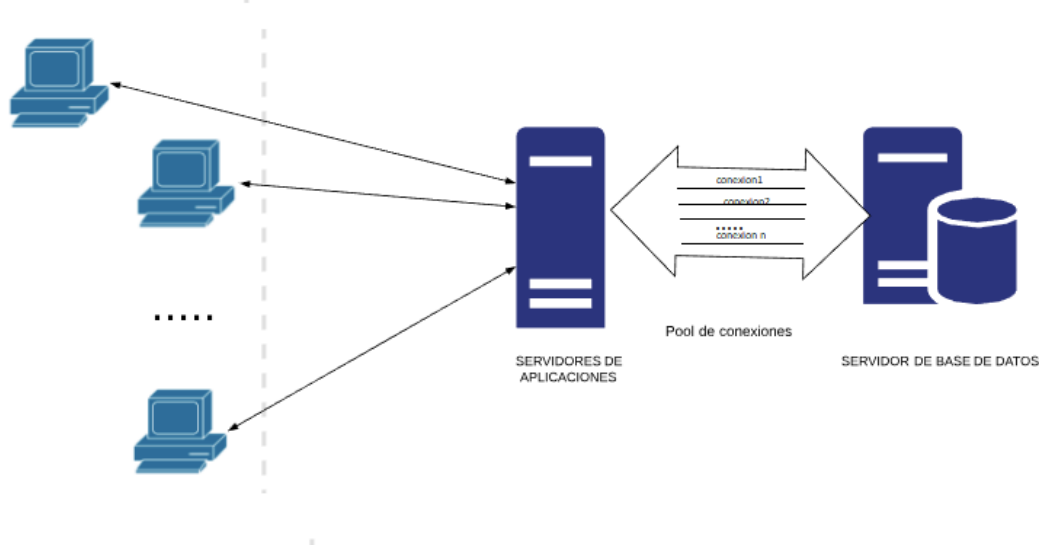 conexion1
conexion2
.....
conexion n
.....
Pool de conexiones
SERVIDORES DE
APLICACIONES
SERVIDOR DE BASE DE DATOS